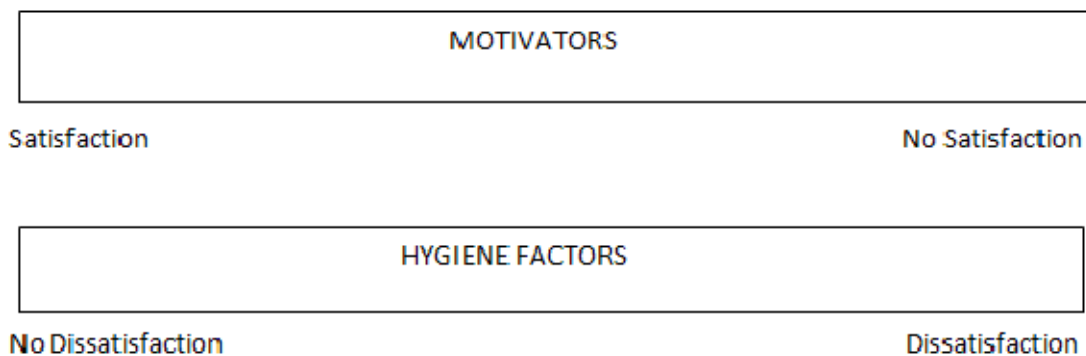 MOTIVATORS
Satisfaction No Satisfaction
HYGIENE FACTORS
No Dissatisfaction Dissatisfaction